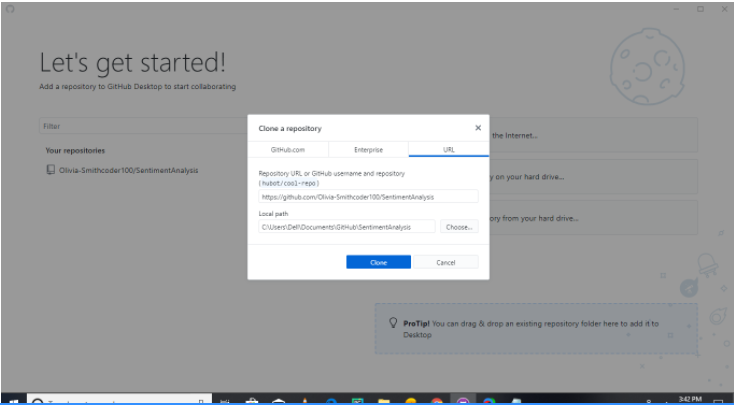 Let's get started!
Add a repository to GitHub Desktop to start collaborating
Filter
Your repositories
Olivia-Smithcoder100/SentimentAnalysis
Clone a repository
GitHub.com Enterprise URL
Repository URL or GitHub username and repository
(hubot/cool-repo)
https://github.com/Olivia-Smithcoder100/SentimentAnalysis
Local path
C:\Users\Dell\Documents\GitHub\SentimentAnalysis Choose...
Clone Cancel
the Internet...
y on your hard drive...
ory from your hard drive...
ProTip! You can drag & drop an existing repository folder here to add it to
Desktop
3:42 PM